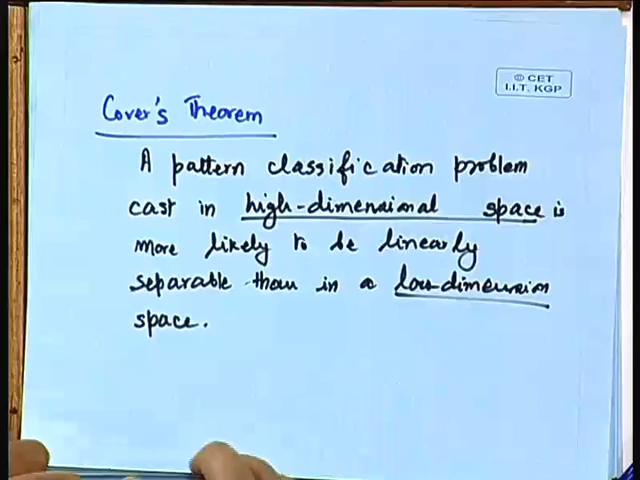 © CET
I.I.T. KGP
Cover's Theorem
A pattern classification problem
cast in high-dimensional space is
more likely to be linearly
separable than in a low-dimension
space.